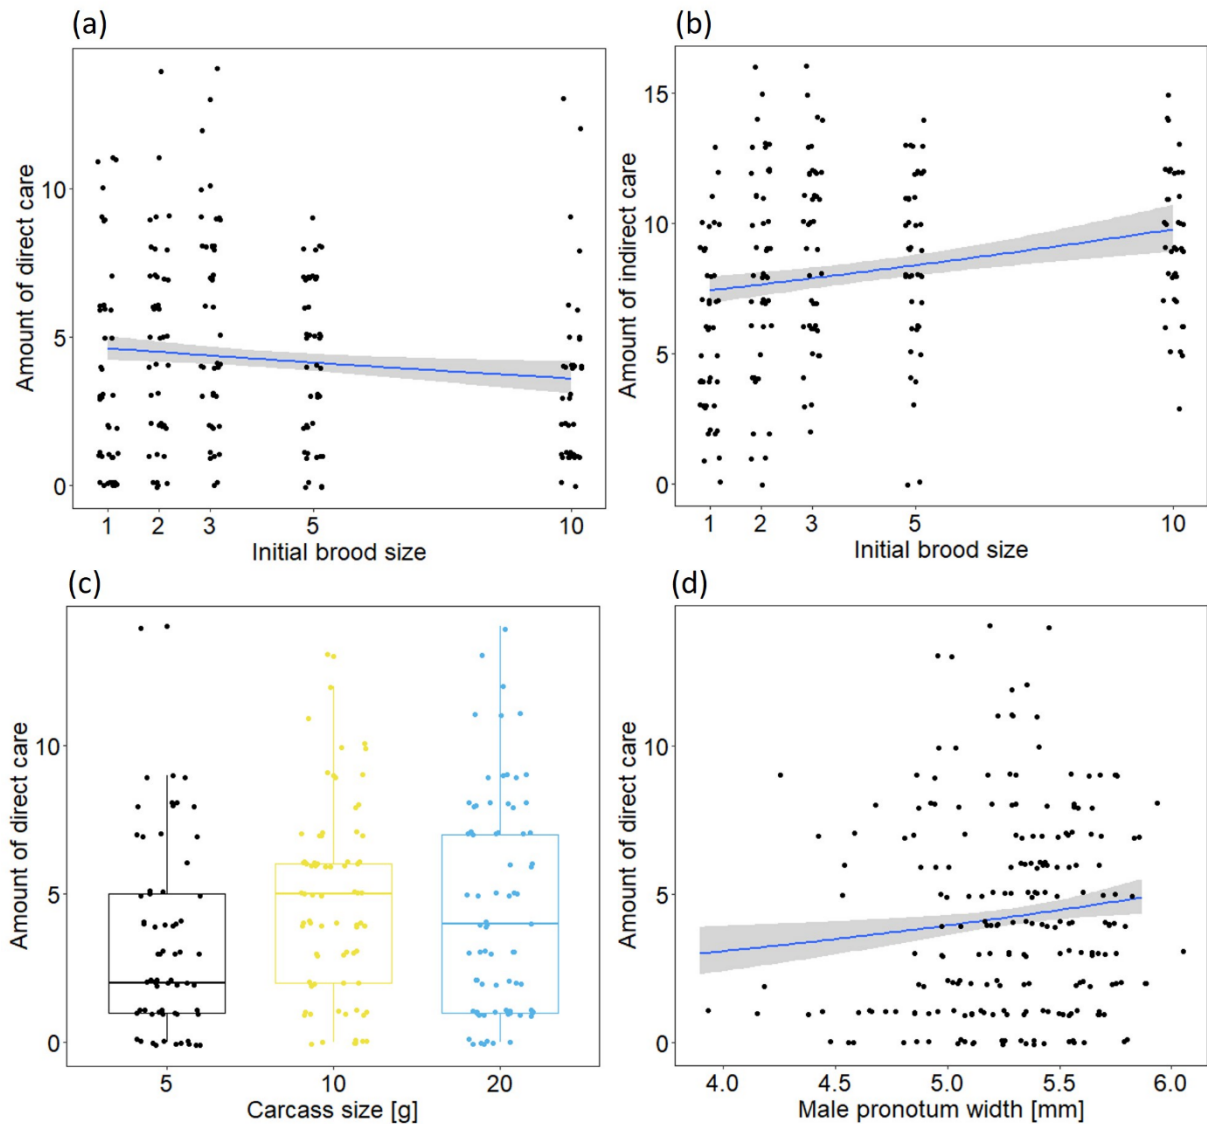 (a)
Amount of direct care
10
5
0
1 2 3 5 10
Initial brood size
(b)
Amount of indirect care
15
10
5
0
1 2 3 5 10
Initial brood size
(c)
Amount of direct care
10
5
0
5 10 20
Carcass size [g]
(d)
Amount of direct care
10
5
0
4.0 4.5 5.0 5.5 6.0
Male pronotum width [mm]